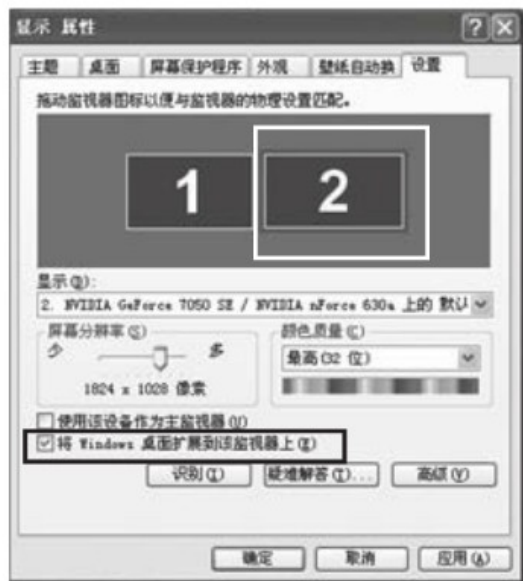 显示 属性
主题 桌面 屏幕保护程序 外观 壁纸自动换 设置
拖动监视器图标以便与监视器的物理设置匹配。
1 2
显示(D):
2. NVIDIA GeForce 7050 SE / NVIDIA nForce 630a 上的 默认
屏幕分辨率(S) 颜色质量(C)
少 多 最高(32 位)
1824 x 1028 像素
使用该设备作为主监视器(U)
将 Windows 桌面扩展到该监视器上(E)
识别(I) 疑难解答(T)... 高级(V)
确定 取消 应用(A)